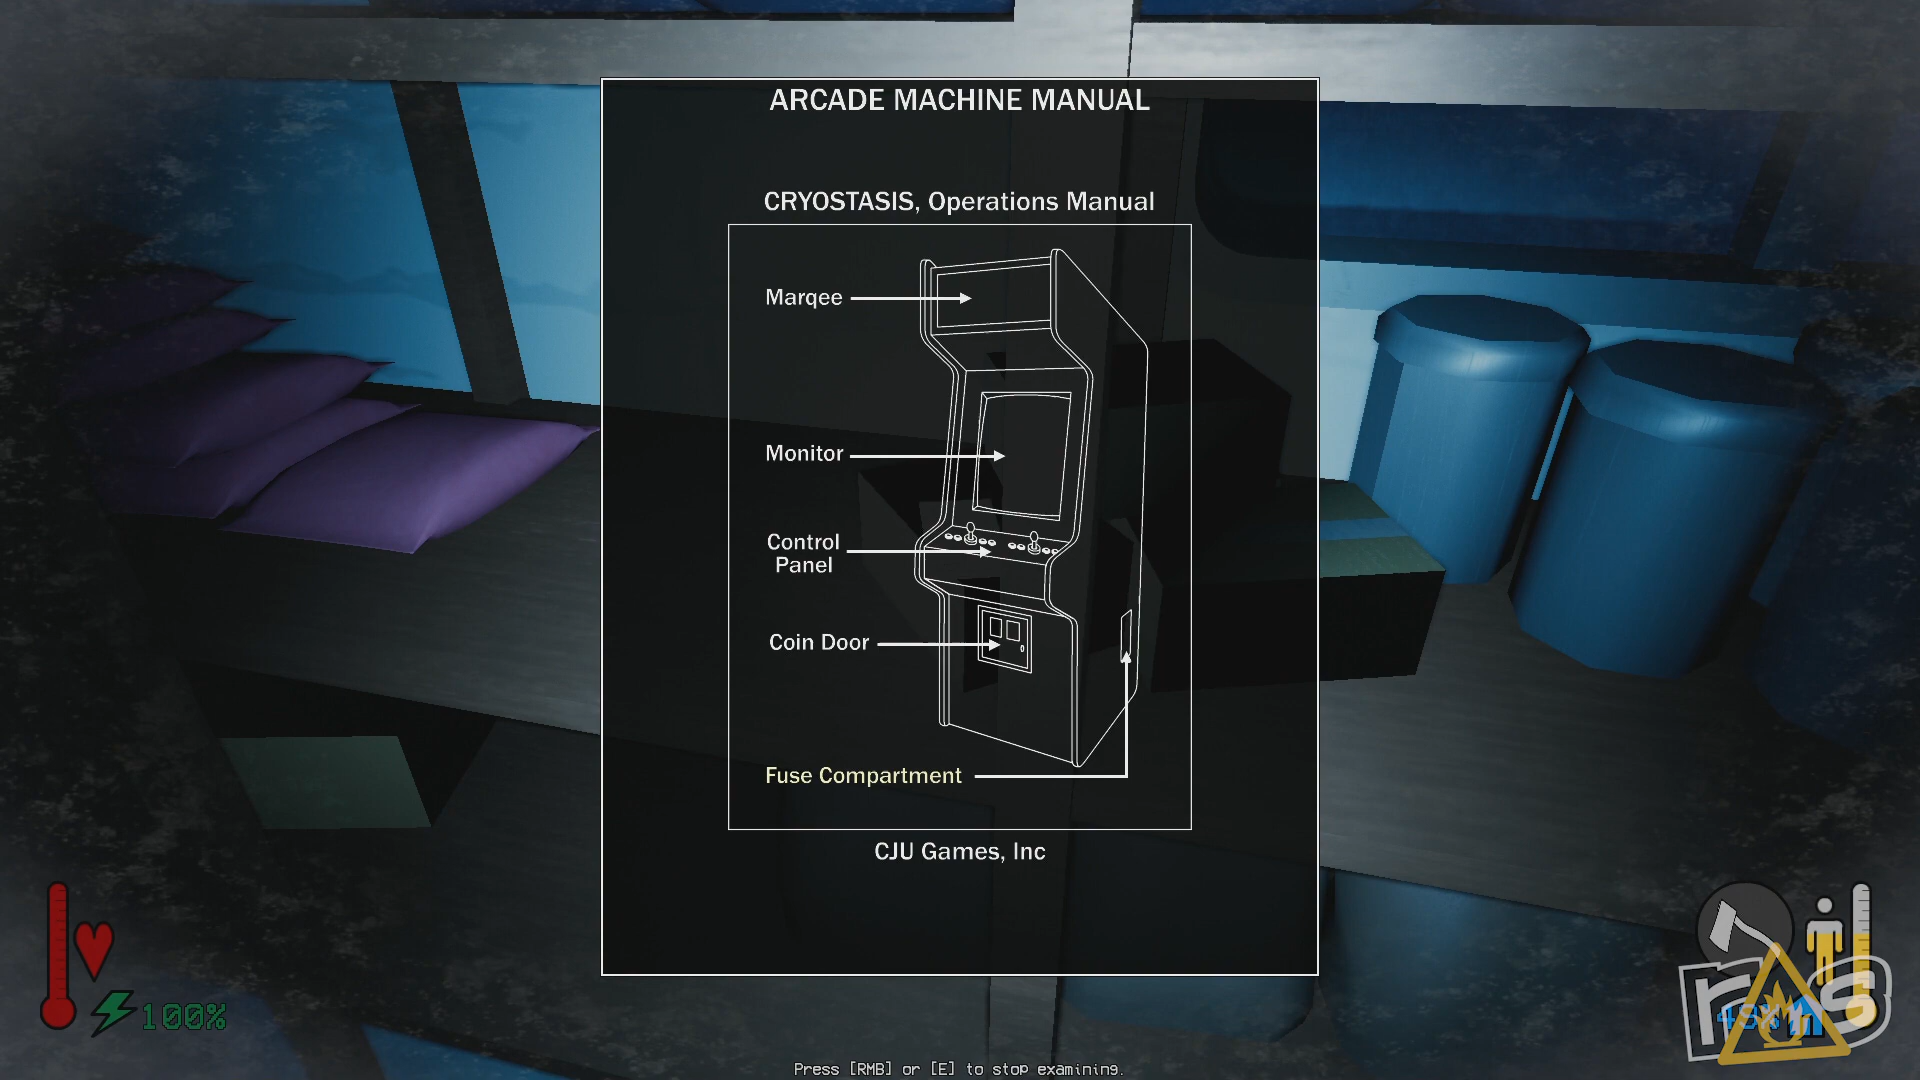 ARCADE MACHINE MANUAL
CRYOSTASIS, Operations Manual
Marqee
Monitor
Control
Panel
Coin Door
Fuse Compartment
CJU Games, Inc
100%
rms
Press [RMB] or [E] to stop examining.